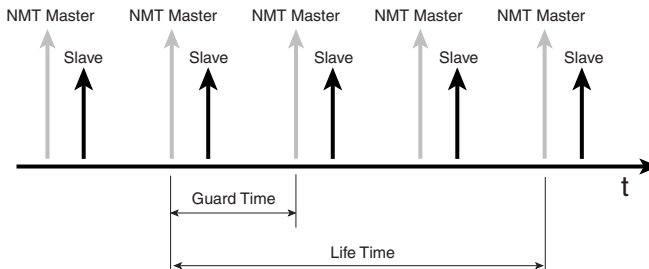 NMT Master NMT Master NMT Master NMT Master NMT Master
Slave Slave Slave Slave Slave
t
Guard Time
Life Time